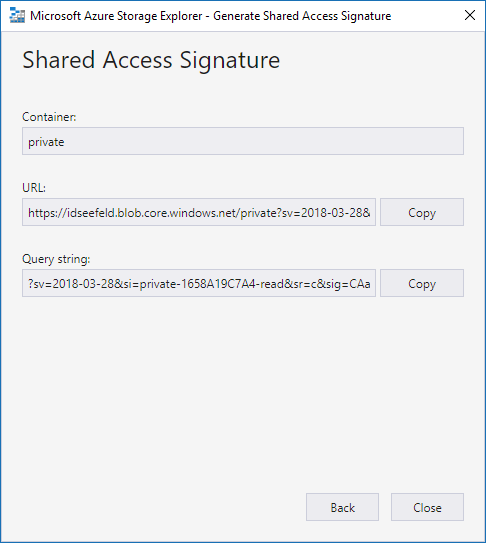 Microsoft Azure Storage Explorer - Generate Shared Access Signature
Shared Access Signature
Container:
private
URL:
https://idseefeld.blob.core.windows.net/private?sv=2018-03-28&
Copy
Query string:
?sv=2018-03-28&si=private-1658A19C7A4-read&sr=c&sig=CAa
Copy
Back
Close